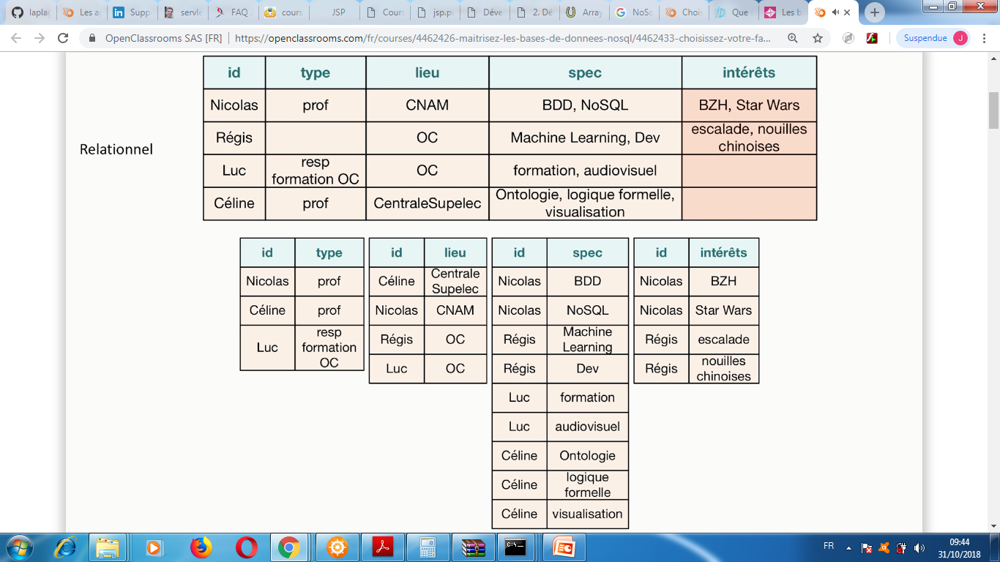 laplag
Les a
Supp
servle
FAQ J
cours
JSP
Cours
jsp.p
Déve
2. Dé
Array
NoSc
Chois
Que
Les b
OpenClassrooms SAS [FR] | https://openclassrooms.com/fr/courses/4462426-maitrisez-les-bases-de-donnees-nosql/4462433-choisissez-votre-fa...
Suspendue J
Relationnel
id type lieu spec intérêts
Nicolas prof CNAM BDD, NoSQL BZH, Star Wars
Régis OC Machine Learning, Dev escalade, nouilles
chinoises
Luc resp
formation OC OC formation, audiovisuel
Céline prof CentraleSupelec Ontologie, logique formelle,
visualisation
id type
Nicolas prof
Céline prof
Luc resp
formation
OC
id lieu
Céline Centrale
Supelec
Nicolas CNAM
Régis OC
Luc OC
id spec
Nicolas BDD
Nicolas NoSQL
Régis Machine
Learning
Régis Dev
Luc formation
Luc audiovisuel
Céline Ontologie
Céline logique
formelle
Céline visualisation
id intérêts
Nicolas BZH
Nicolas Star Wars
Régis escalade
Régis nouilles
chinoises
FR
09:44
31/10/2018